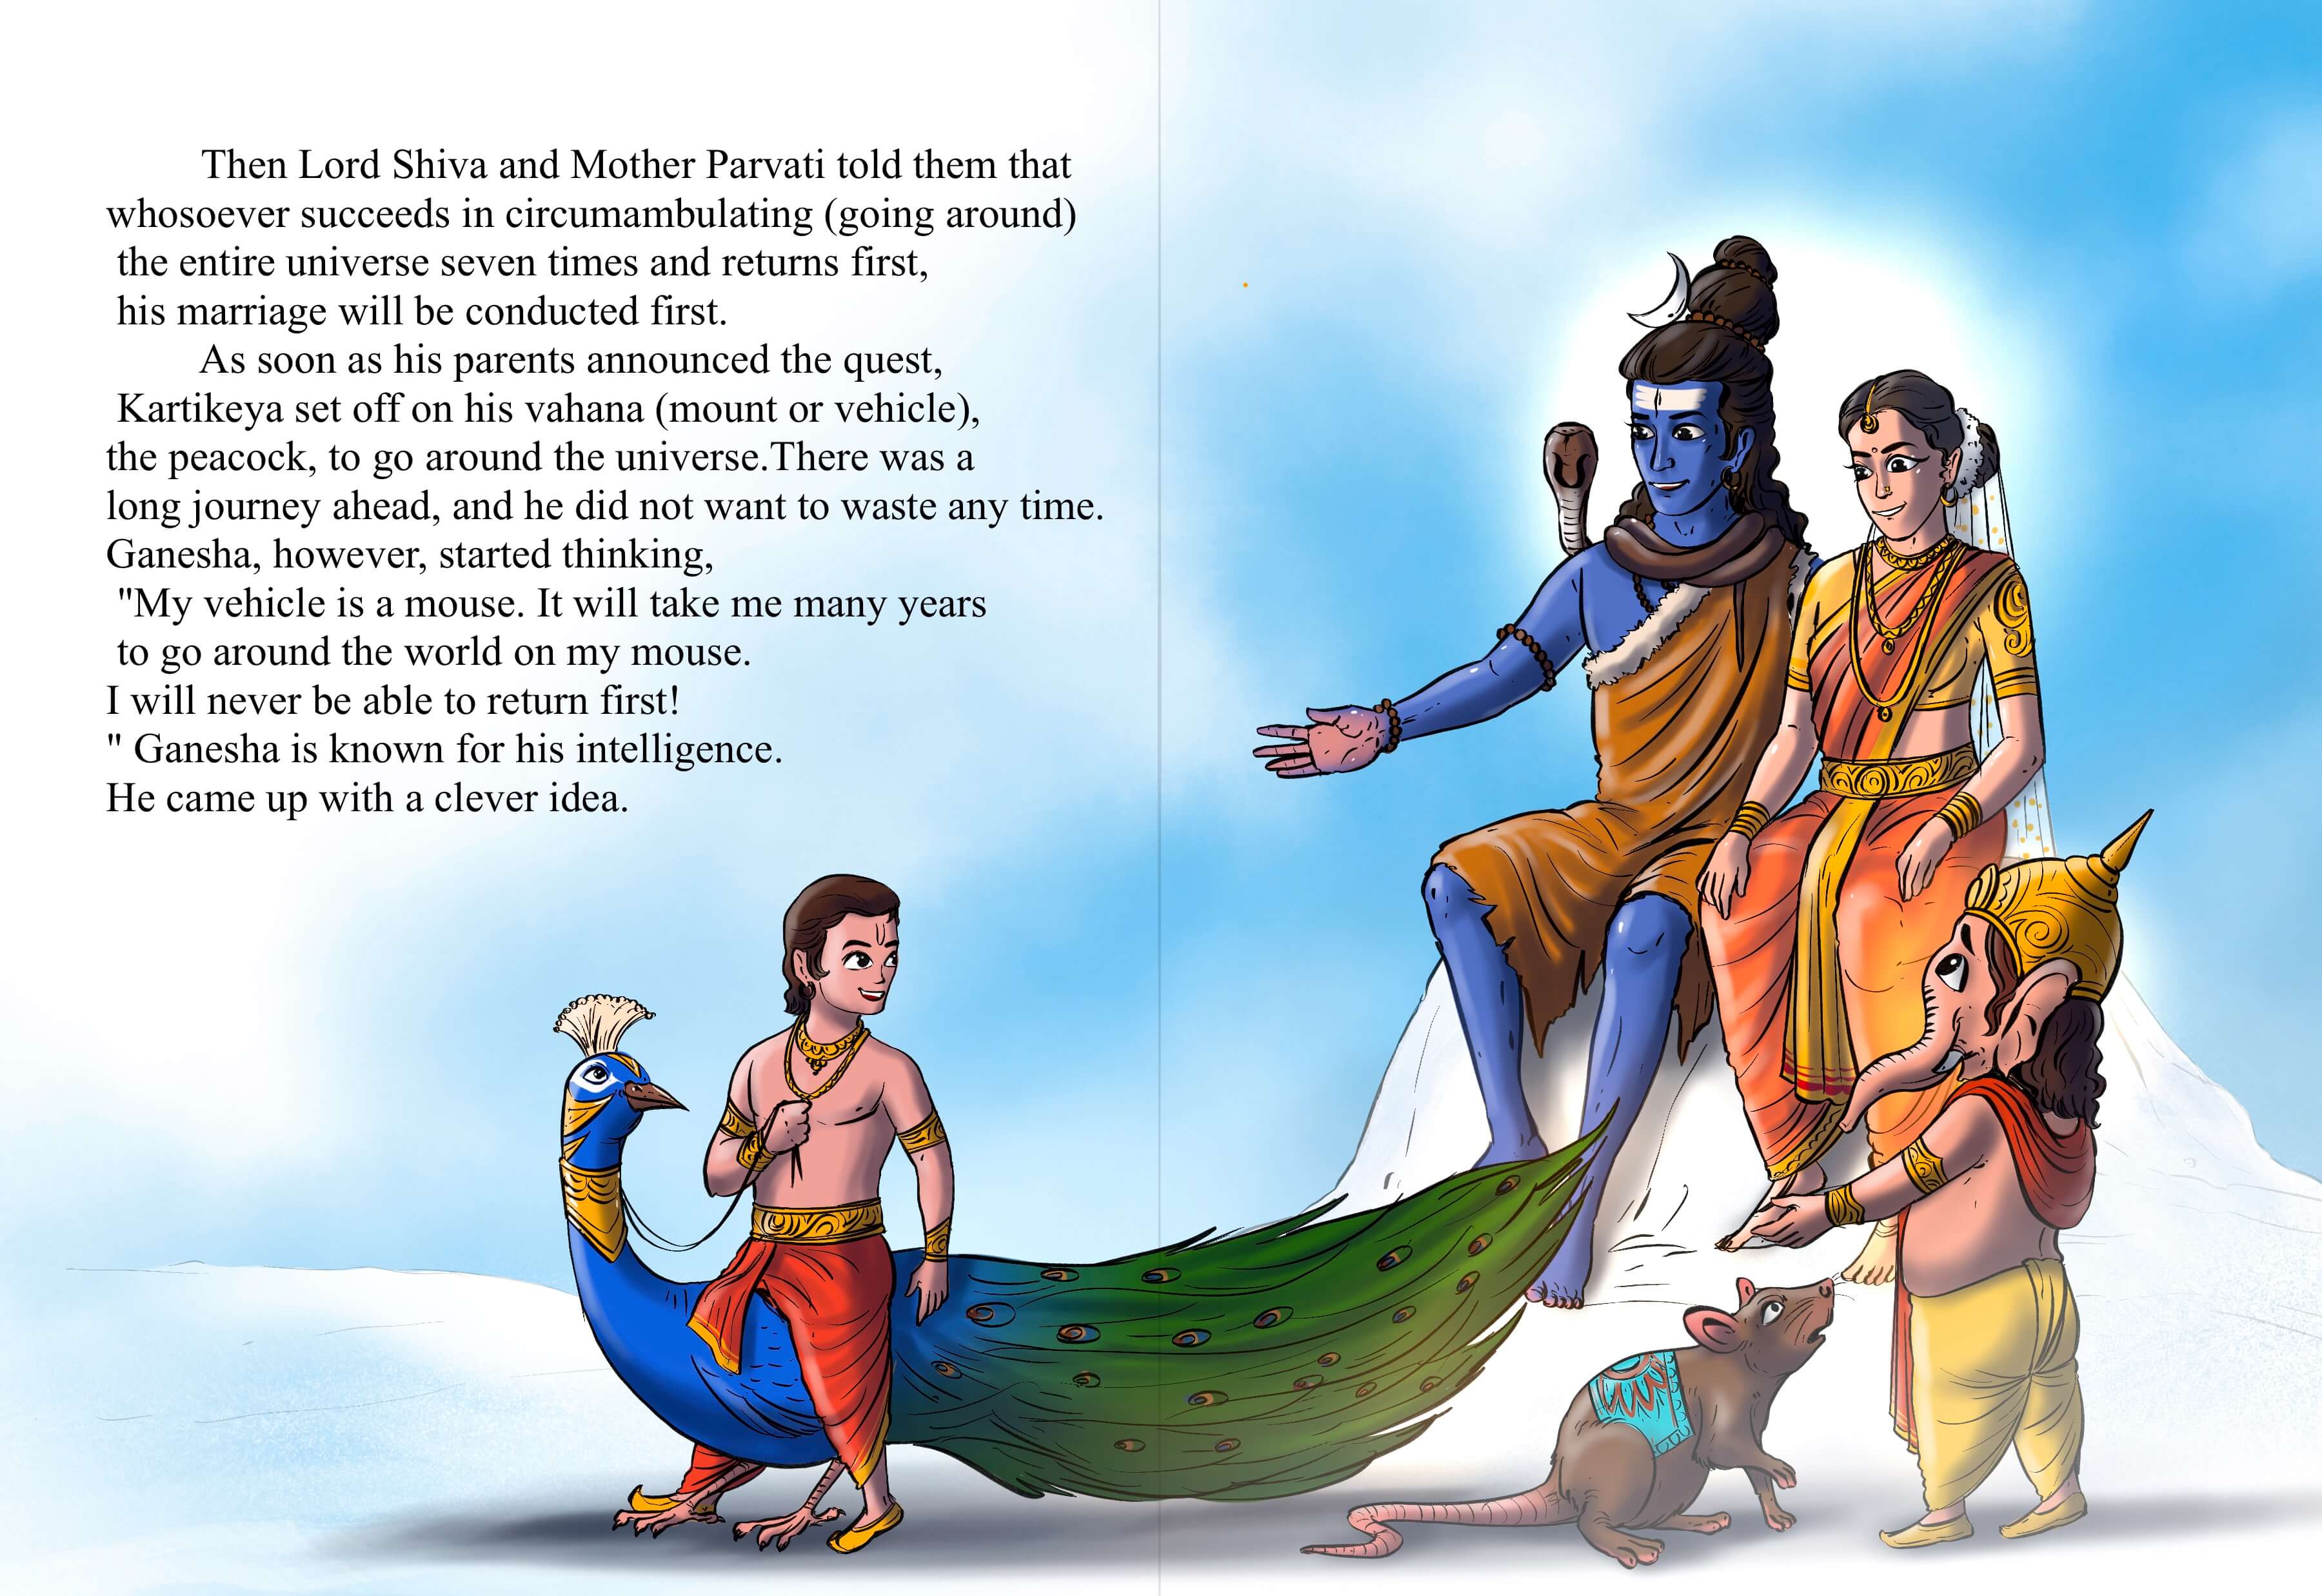 Then Lord Shiva and Mother Parvati told them that
whosoever succeeds in circumambulating (going around)
the entire universe seven times and returns first,
his marriage will be conducted first.
As soon as his parents announced the quest,
Kartikeya set off on his vahana (mount or vehicle),
the peacock, to go around the universe.There was a
long journey ahead, and he did not want to waste any time.
Ganesha, however, started thinking,
"My vehicle is a mouse. It will take me many years
to go around the world on my mouse.
I will never be able to return first!
" Ganesha is known for his intelligence.
He came up with a clever idea.